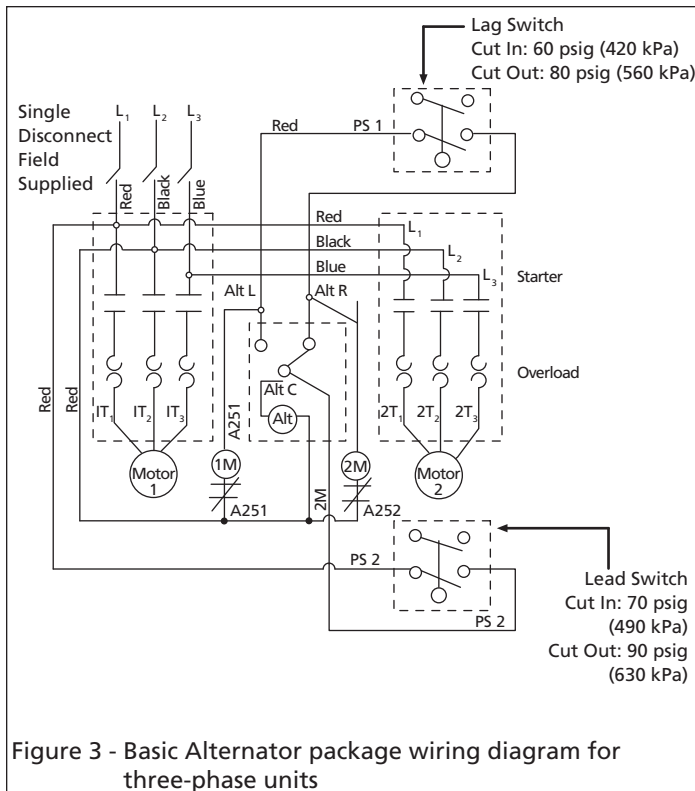 Lag Switch
Cut In: 60 psig (420 kPa)
Cut Out: 80 psig (560 kPa)
Single
Disconnect
Field
Supplied
L1
L2
L3
Red
Black
Blue
Red
PS 1
Red
L1
Black
L2
Blue
L3
Starter
Alt L
Alt R
Overload
Red
Red
IT1
IT2
IT3
A251
Alt C
Alt
2T1
2T2
2T3
Motor
1
1M
2M
2M
Motor
2
A251
A252
PS 2
PS 2
Lead Switch
Cut In: 70 psig
(490 kPa)
Cut Out: 90 psig
(630 kPa)
Figure 3 - Basic Alternator package wiring diagram for
three-phase units